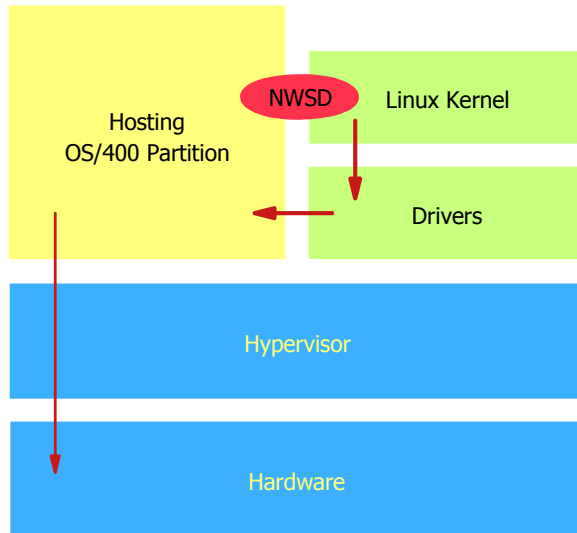 NWSD
Linux Kernel
Hosting
OS/400 Partition
Drivers
Hypervisor
Hardware